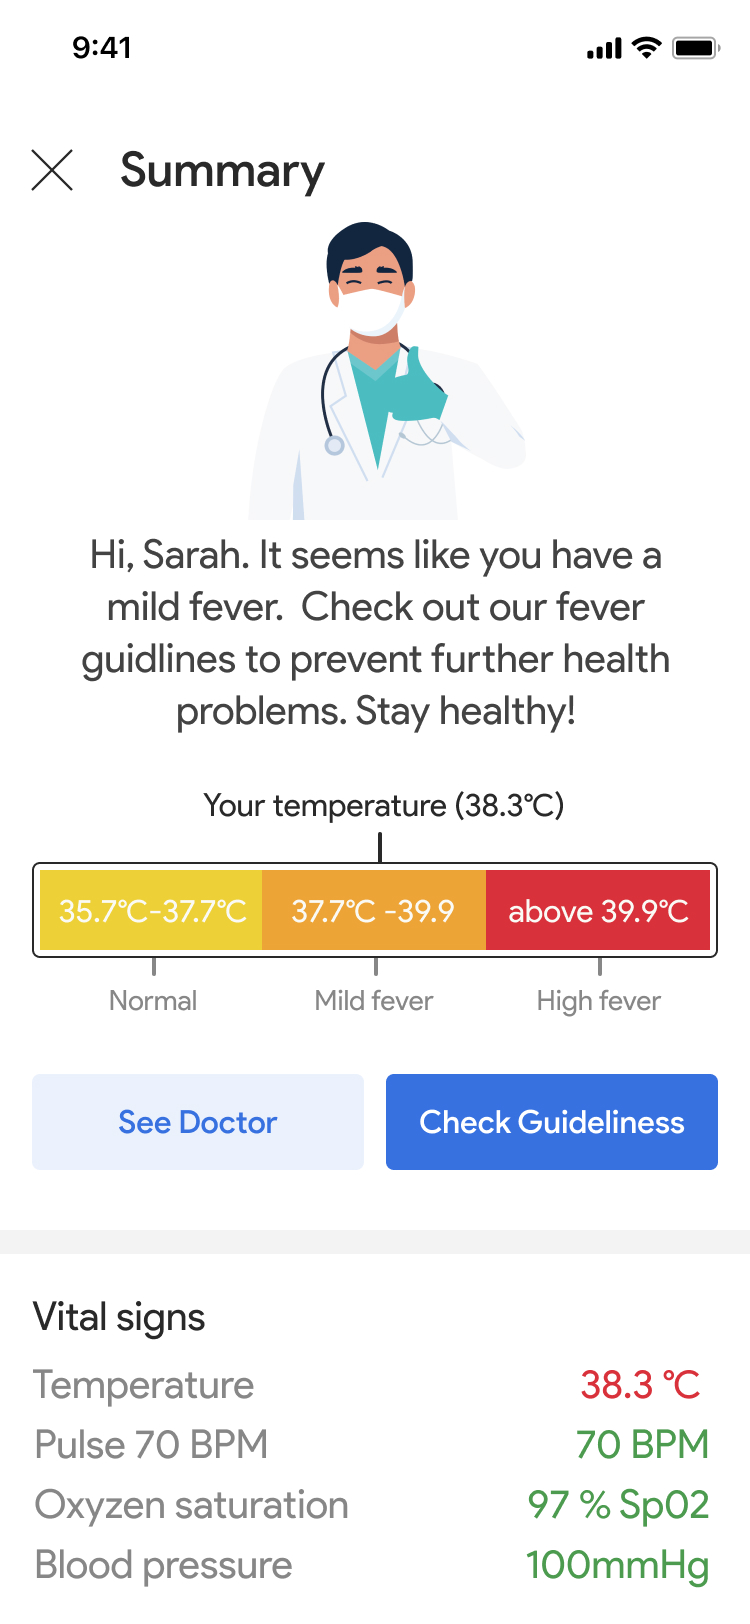 9:41
Summary
Hi, Sarah. It seems like you have a
mild fever.  Check out our fever
guidlines to prevent further health
problems. Stay healthy!
Your temperature (38.3°C)
35.7°C-37.7°C 37.7°C -39.9 above 39.9°C
Normal Mild fever High fever
See Doctor Check Guideliness
Vital signs
Temperature 38.3 °C
Pulse 70 BPM 70 BPM
Oxyzen saturation 97 % Sp02
Blood pressure 100mmHg